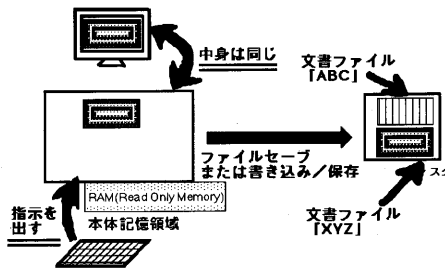 中身は同じ
文書ファイル
「ABC」
ファイルセーブ
または書き込み/保存
RAM(Read Only Memory)
本体記憶領域
指示を
出す
文書ファイル
「XYZ」